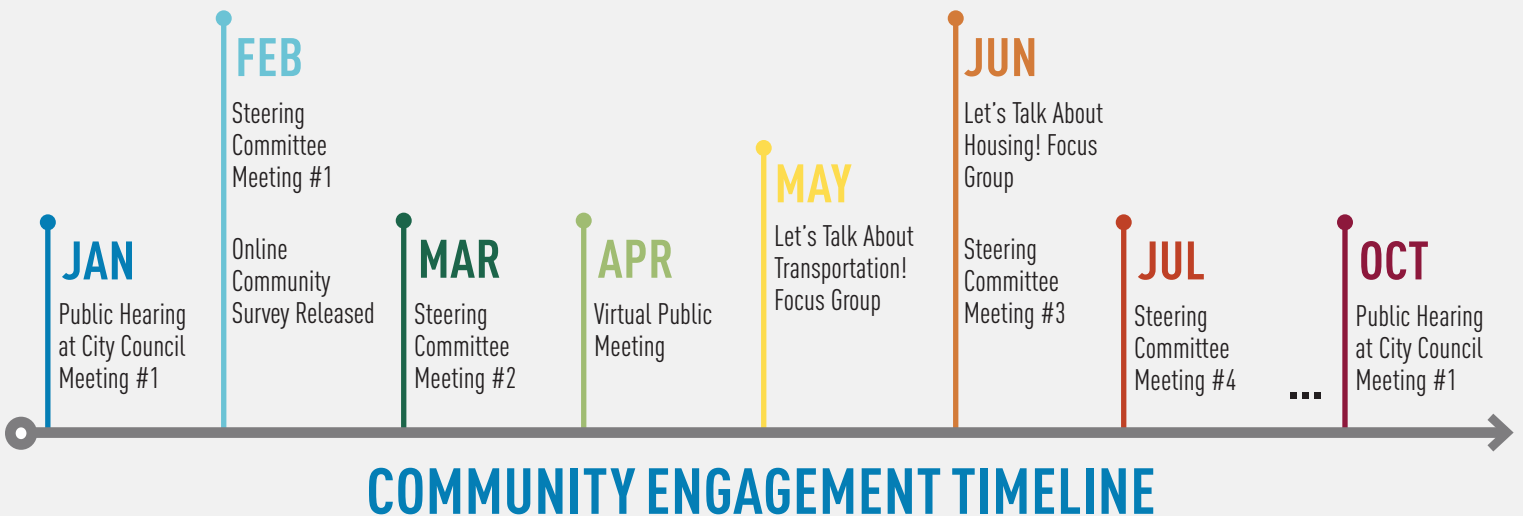 JAN
Public Hearing
at City Council
Meeting #1
FEB
Steering
Committee
Meeting #1
Online
Community
Survey Released
MAR
Steering
Committee
Meeting #2
APR
Virtual Public
Meeting
MAY
Let's Talk About
Transportation!
Focus Group
JUN
Let's Talk About
Housing! Focus
Group
Steering
Committee
Meeting #3
JUL
Steering
Committee
Meeting #4
...
OCT
Public Hearing
at City Council
Meeting #1
COMMUNITY ENGAGEMENT TIMELINE